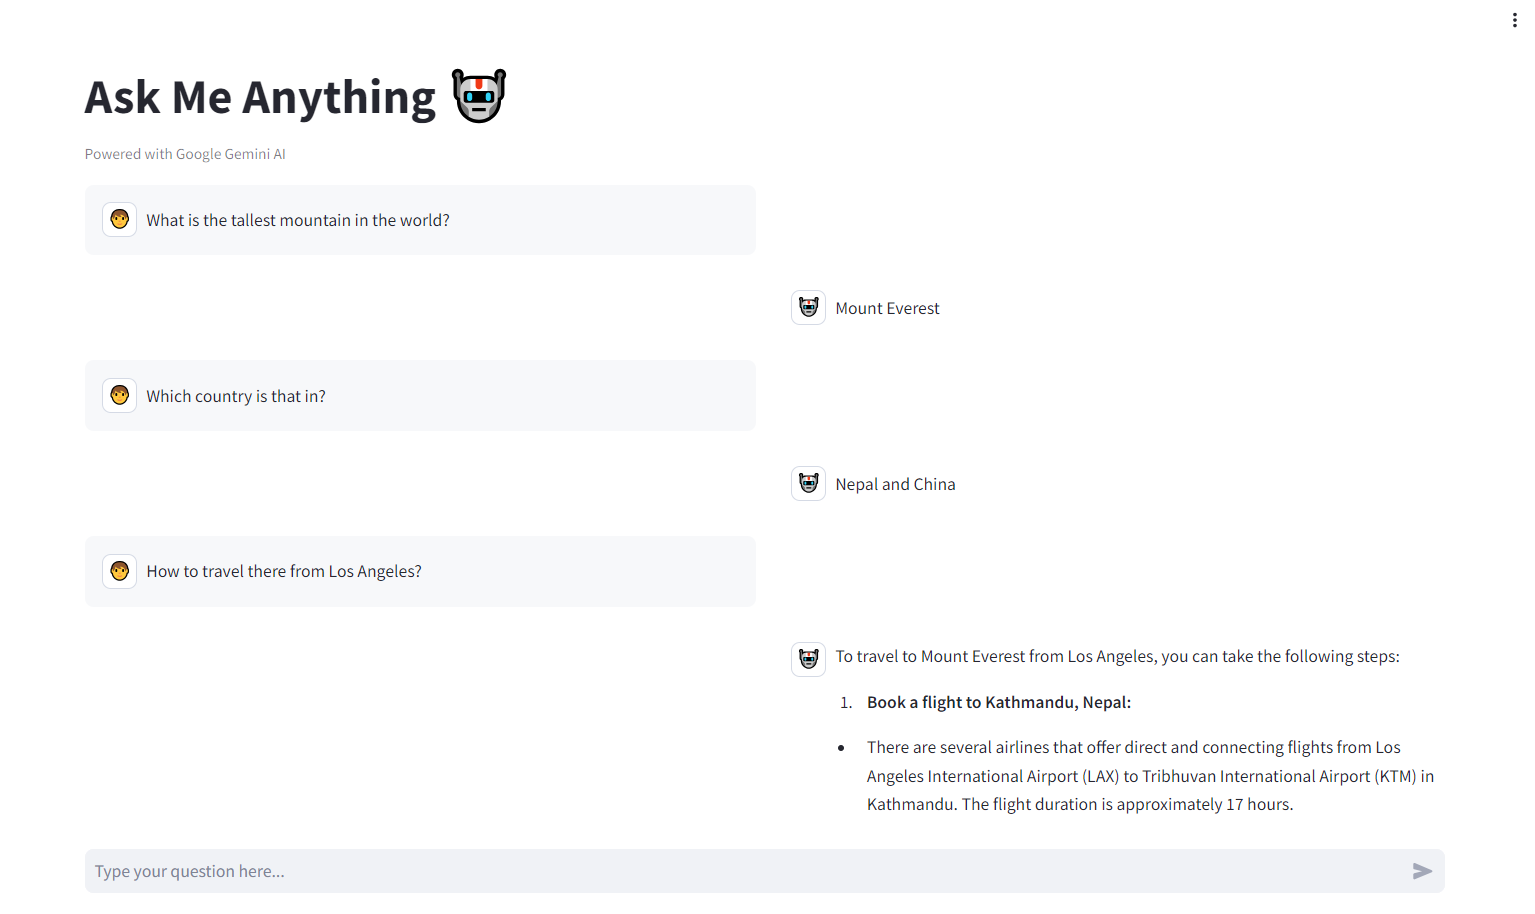 Ask Me Anything
Powered with Google Gemini AI
What is the tallest mountain in the world?
Mount Everest
Which country is that in?
Nepal and China
How to travel there from Los Angeles?
To travel to Mount Everest from Los Angeles, you can take the following steps:
1. Book a flight to Kathmandu, Nepal:
• There are several airlines that offer direct and connecting flights from Los
Angeles International Airport (LAX) to Tribhuvan International Airport (KTM) in
Kathmandu. The flight duration is approximately 17 hours.
Type your question here...